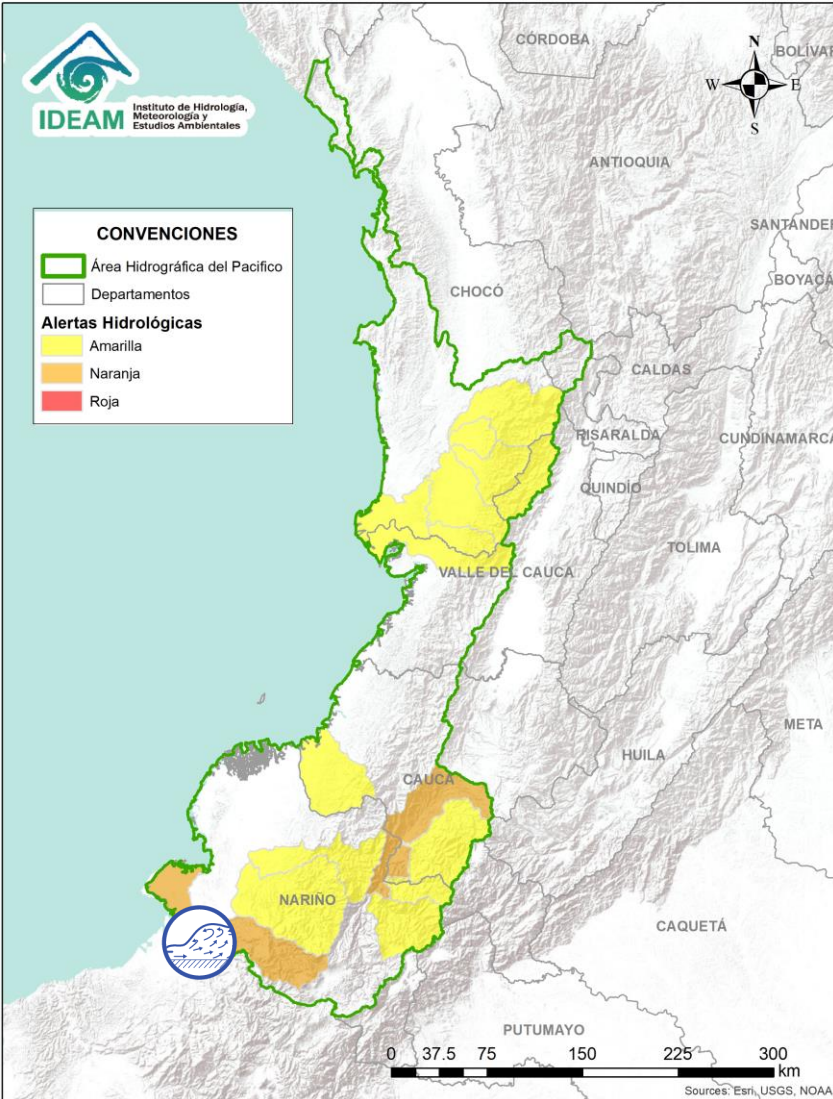 IDEAM
Instituto de Hidrología,
Meteorología y
Estudios Ambientales
N
W
E
S
CÓRDOBA
BOLÍVAR
ANTIOQUIA
SANTANDER
BOYACÁ
CONVENCIONES
Área Hidrográfica del Pacifico
Departamentos
Alertas Hidrológicas
Amarilla
Naranja
Roja
CHOCÓ
CALDAS
RISARALDA
CUNDINAMARCA
QUINDÍO
TOLIMA
VALLE DEL CAUCA
META
HUILA
CAUCA
NARIÑO
CAQUETÁ
PUTUMAYO
0 37.5 75 150 225 300
km
Sources: Esri, USGS, NOAA